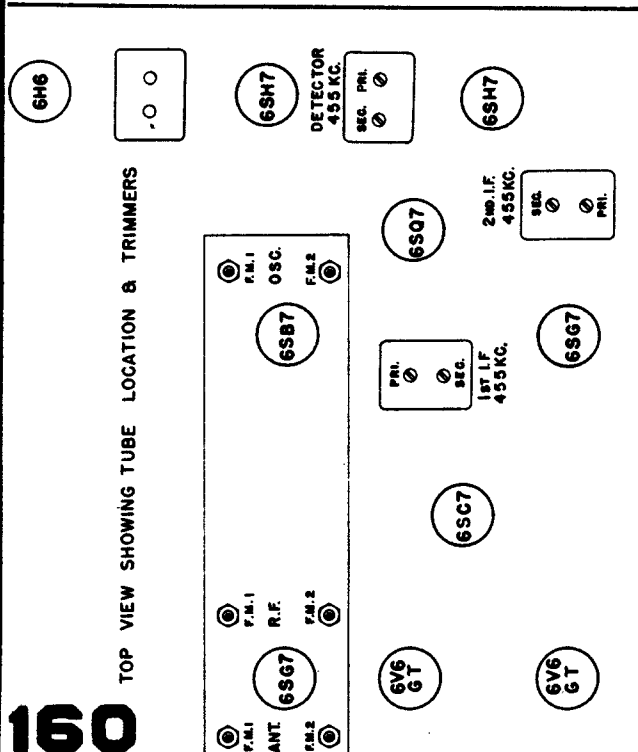 160
TOP VIEW SHOWING TUBE LOCATION & TRIMMERS
6H6
6SH7
DETECTOR
455 KC.
SEC. PRI.
6SH7
6SQ7
2ND. I.F.
455KC.
SEC.
PRI.
F.M.1
OSC.
F.M.2
6SB7
PRI.
SEC.
1ST I.F.
455KC.
6SG7
6SC7
F.M.1
R.F.
F.M.2
6SG7
6V6
GT
6V6
GT
F.M.1
ANT.
F.M.2